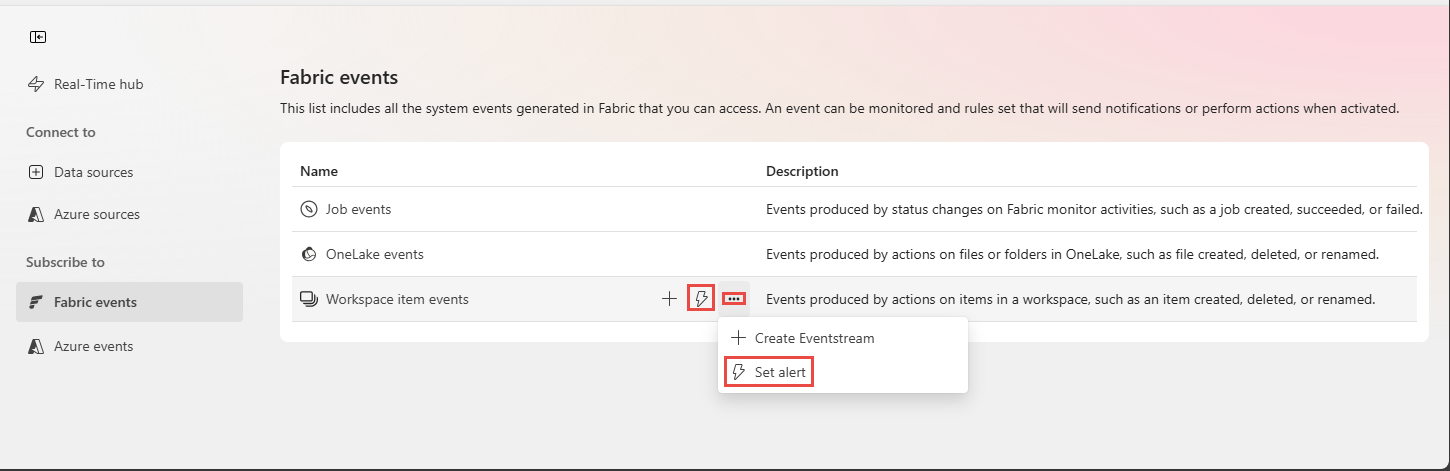 Real-Time hub
Connect to
Data sources
Azure sources
Subscribe to
Fabric events
Azure events
Fabric events
This list includes all the system events generated in Fabric that you can access. An event can be monitored and rules set that will send notifications or perform actions when activated.
Name Description
Job events Events produced by status changes on Fabric monitor activities, such as a job created, succeeded, or failed.
OneLake events Events produced by actions on files or folders in OneLake, such as file created, deleted, or renamed.
Workspace item events Events produced by actions on items in a workspace, such as an item created, deleted, or renamed.
Create Eventstream
Set alert